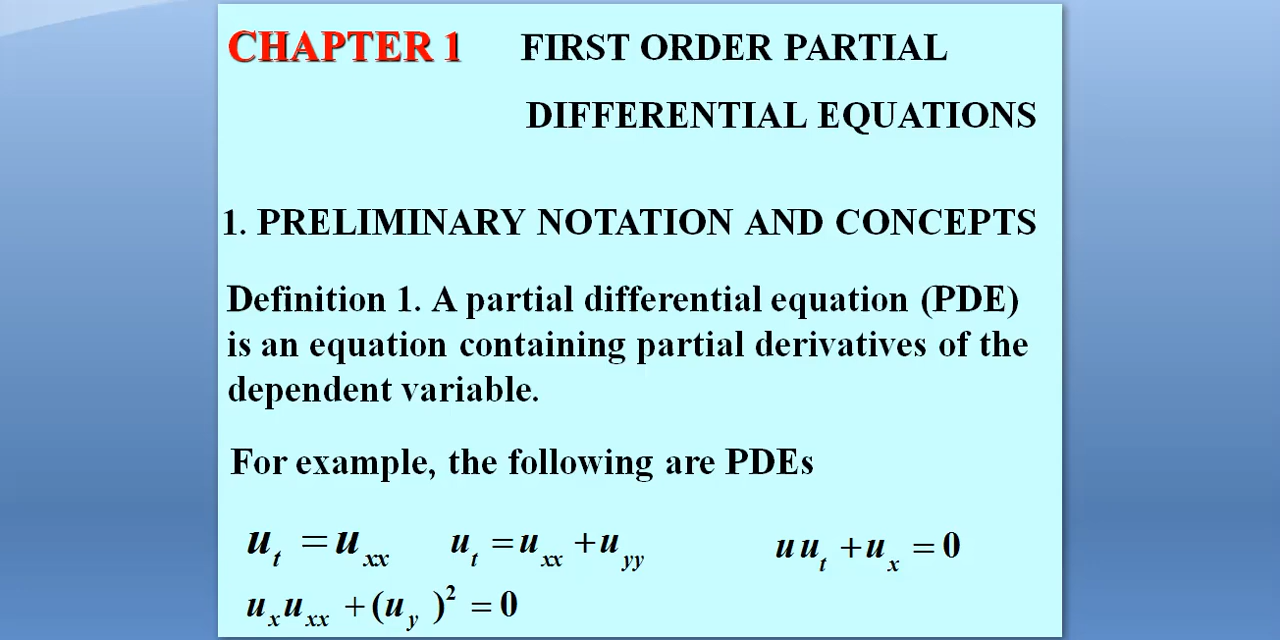 CHAPTER 1 FIRST ORDER PARTIAL
DIFFERENTIAL EQUATIONS
1. PRELIMINARY NOTATION AND CONCEPTS
Definition 1. A partial differential equation (PDE)
is an equation containing partial derivatives of the
dependent variable.
For example, the following are PDEs
u_t = u_xx u_t = u_xx + u_yy u u_t + u_x = 0
u_x u_xx + (u_y)² = 0